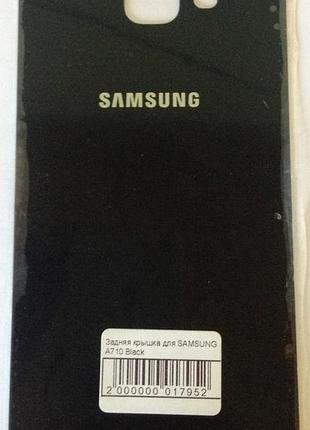 SAMSUNG
Задняя крышка для SAMSUNG
A710 Black
2 000000 017952